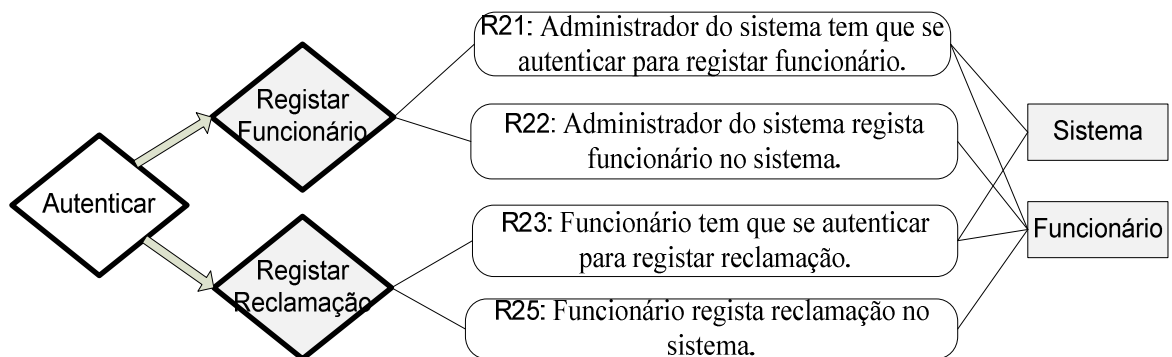 Autenticar
Registar
Funcionário
Registar
Reclamação
R21: Administrador do sistema tem que se
autenticar para registar funcionário.
R22: Administrador do sistema regista
funcionário no sistema.
R23: Funcionário tem que se autenticar
para registar reclamação.
R25: Funcionário regista reclamação no
sistema.
Sistema
Funcionário